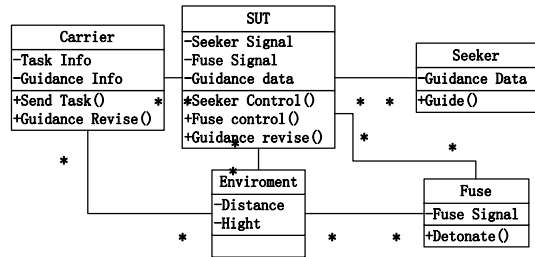 Carrier
-Task Info
-Guidance Info
+Send Task()
+Guidance Revise()
SUT
-Seeker Signal
-Fuse Signal
-Guidance data
+Seeker Control()
+Fuse control()
+Guidance revise()
Seeker
-Guidance Data
+Guide()
* *
* *
*
*
*
*
*
Enviroment
-Distance
-Hight
Fuse
-Fuse Signal
+Detonate()
*
*
*